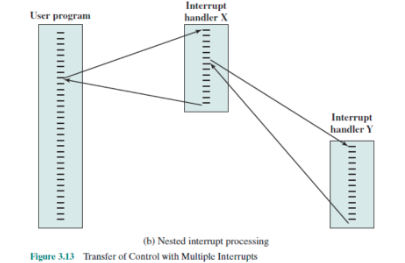 User program
Interrupt
handler X
Interrupt
handler Y
(b) Nested interrupt processing
Figure 3.13 Transfer of Control with Multiple Interrupts